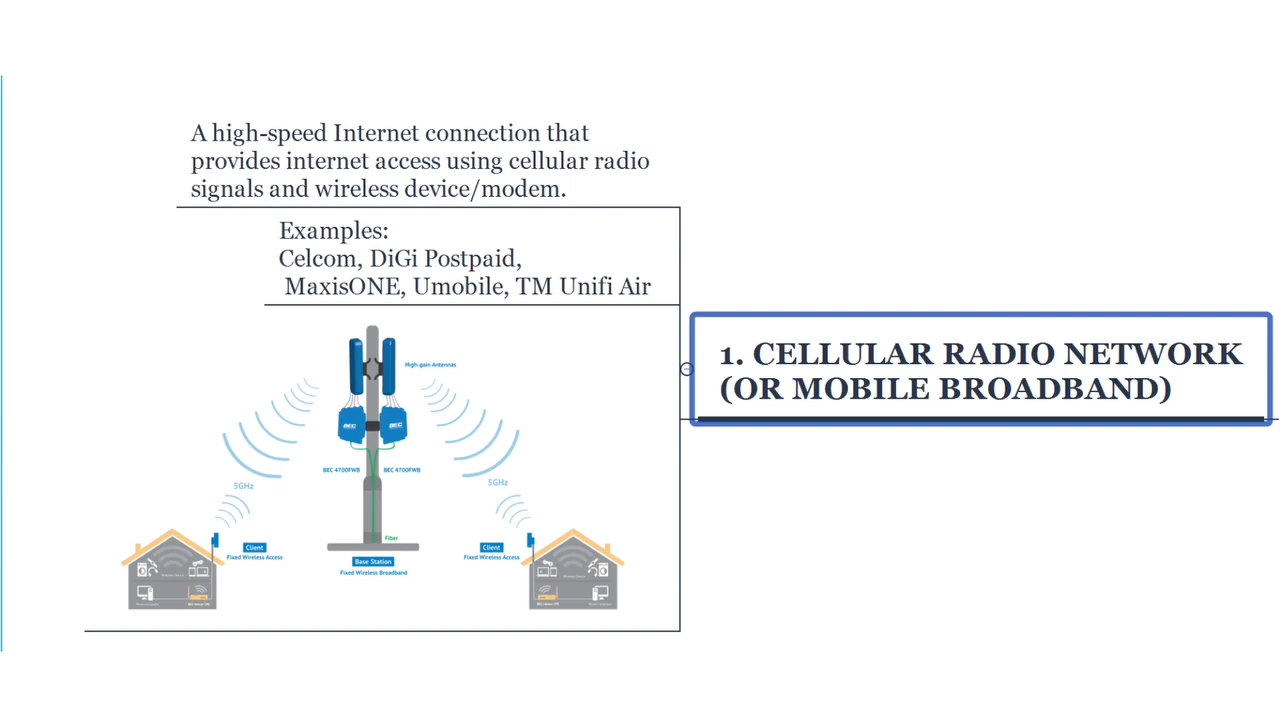 A high-speed Internet connection that
provides internet access using cellular radio
signals and wireless device/modem.
Examples:
Celcom, DiGi Postpaid,
MaxisONE, Umobile, TM Unifi Air
1. CELLULAR RADIO NETWORK
(OR MOBILE BROADBAND)
High-gain Antennas
BEC
BEC
BEC 4700FWB
BEC 4700FWB
5GHz
5GHz
Fiber
Client
Fixed Wireless Access
Base Station
Fixed Wireless Broadband
Client
Fixed Wireless Access